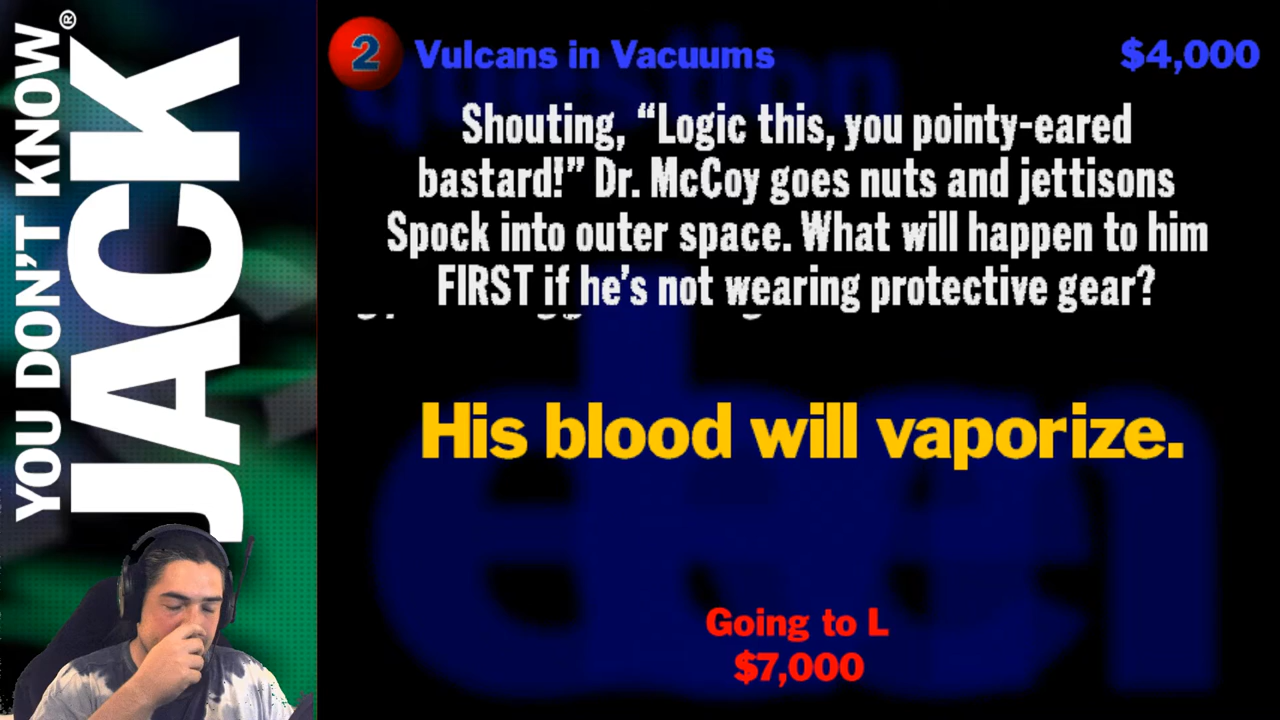 YOU DON'T KNOW
JACK®
2 Vulcans in Vacuums $4,000
Shouting, “Logic this, you pointy-eared
bastard!” Dr. McCoy goes nuts and jettisons
Spock into outer space. What will happen to him
FIRST if he’s not wearing protective gear?
His blood will vaporize.
Going to L
$7,000